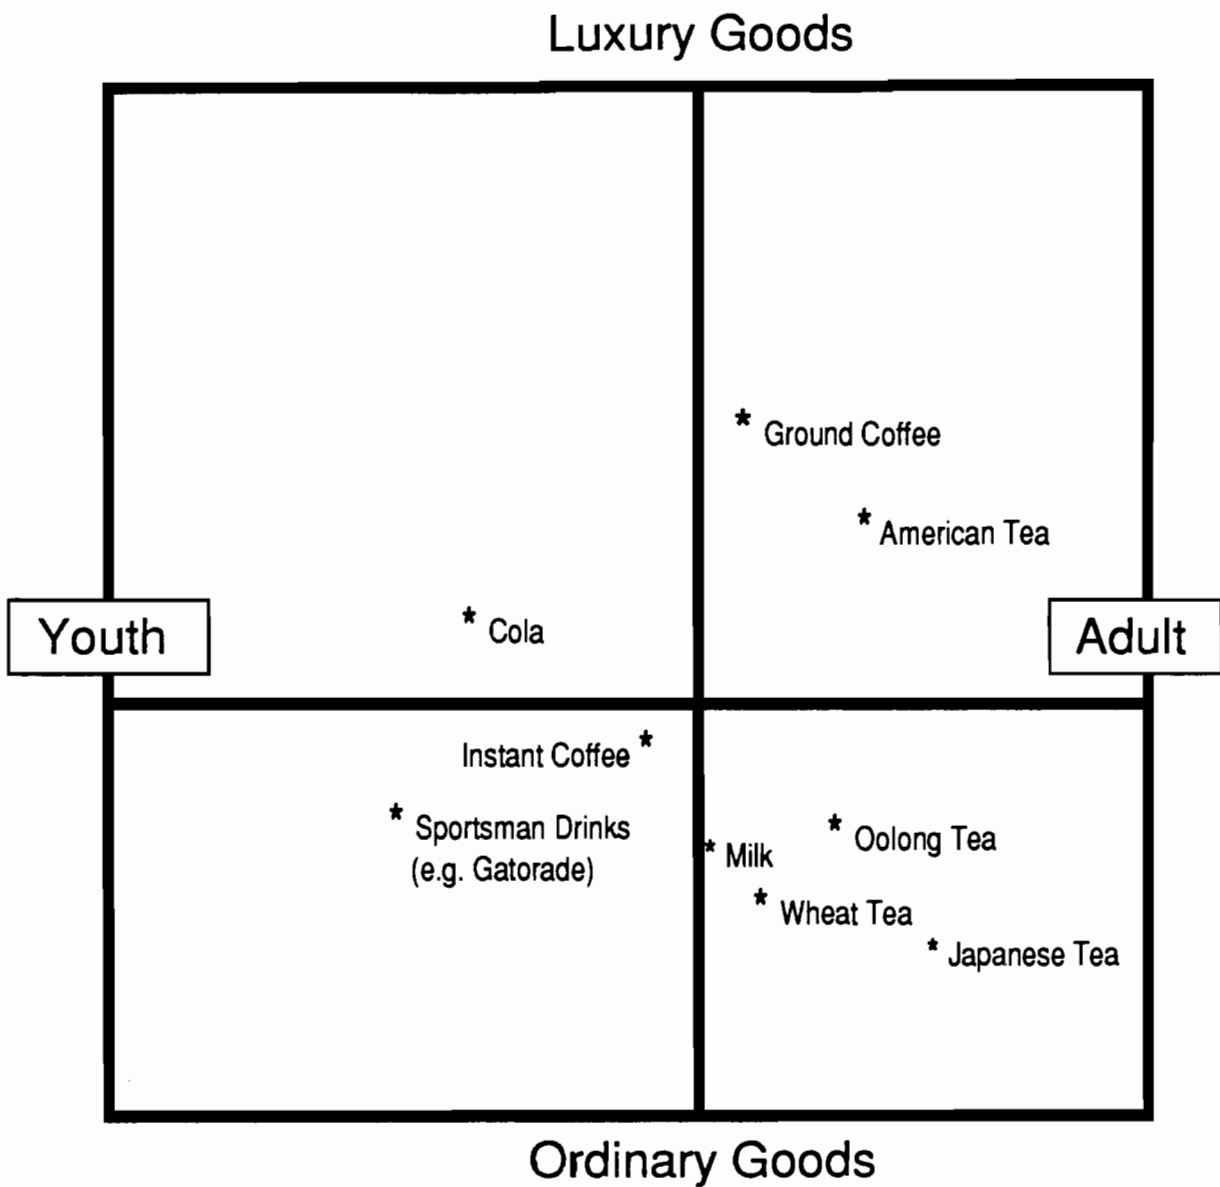 Luxury Goods
* Ground Coffee
* American Tea
* Cola
Youth
Adult
Instant Coffee *
* Sportsman Drinks
(e.g. Gatorade)
* Oolong Tea
* Milk
* Wheat Tea
* Japanese Tea
Ordinary Goods